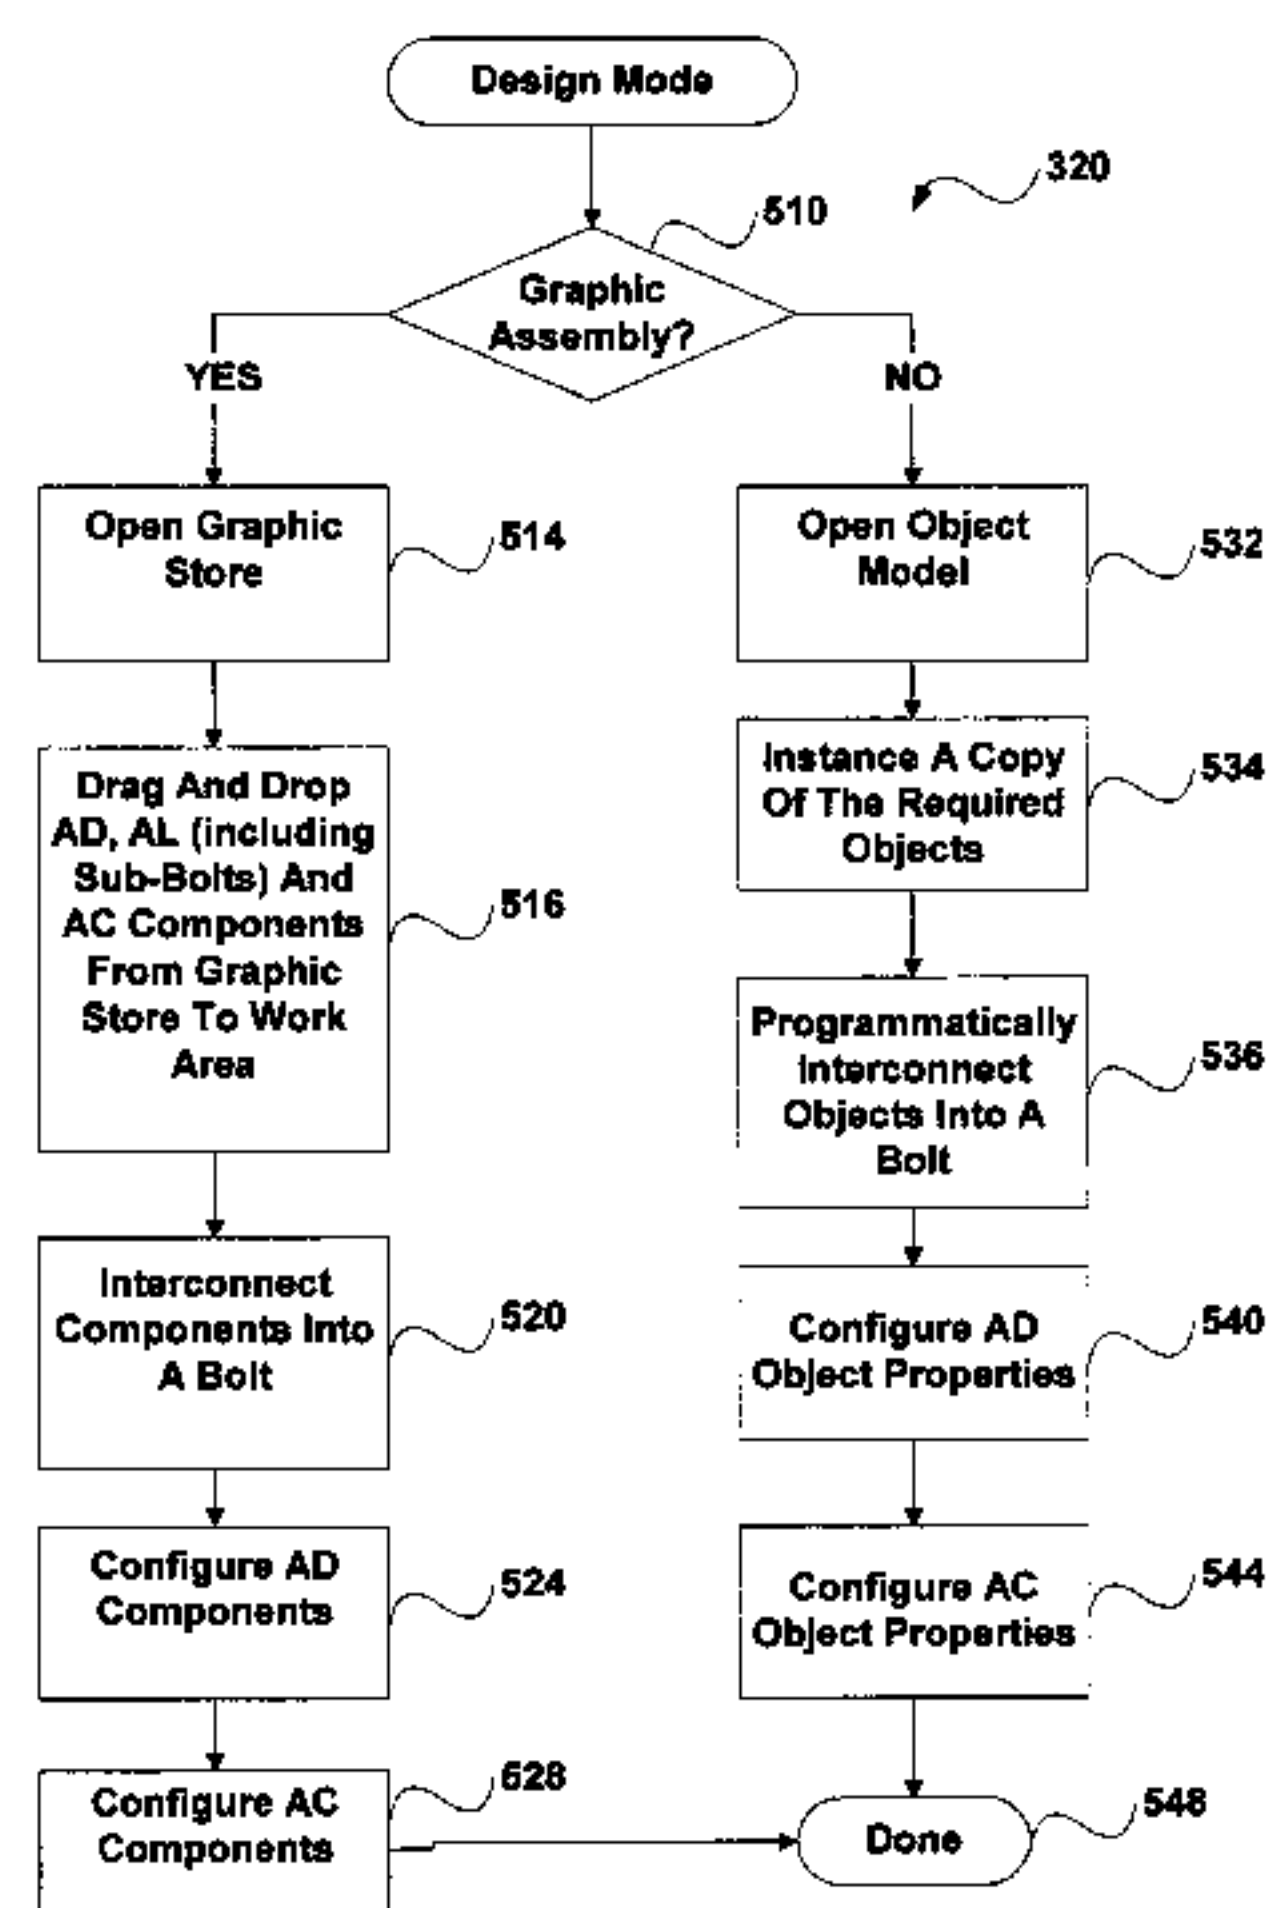 Design Mode
320
510
Graphic
Assembly?
YES
NO
Open Graphic
Store
514
Open Object
Model
532
Drag And Drop
AD, AL (including
Sub-Bolts) And
AC Components
From Graphic
Store To Work
Area
516
Instance A Copy
Of The Required
Objects
534
Programmatically
Interconnect
Objects Into A
Bolt
536
Interconnect
Components Into
A Bolt
520
Configure AD
Object Properties
540
Configure AD
Components
524
Configure AC
Object Properties
544
Configure AC
Components
528
Done
548